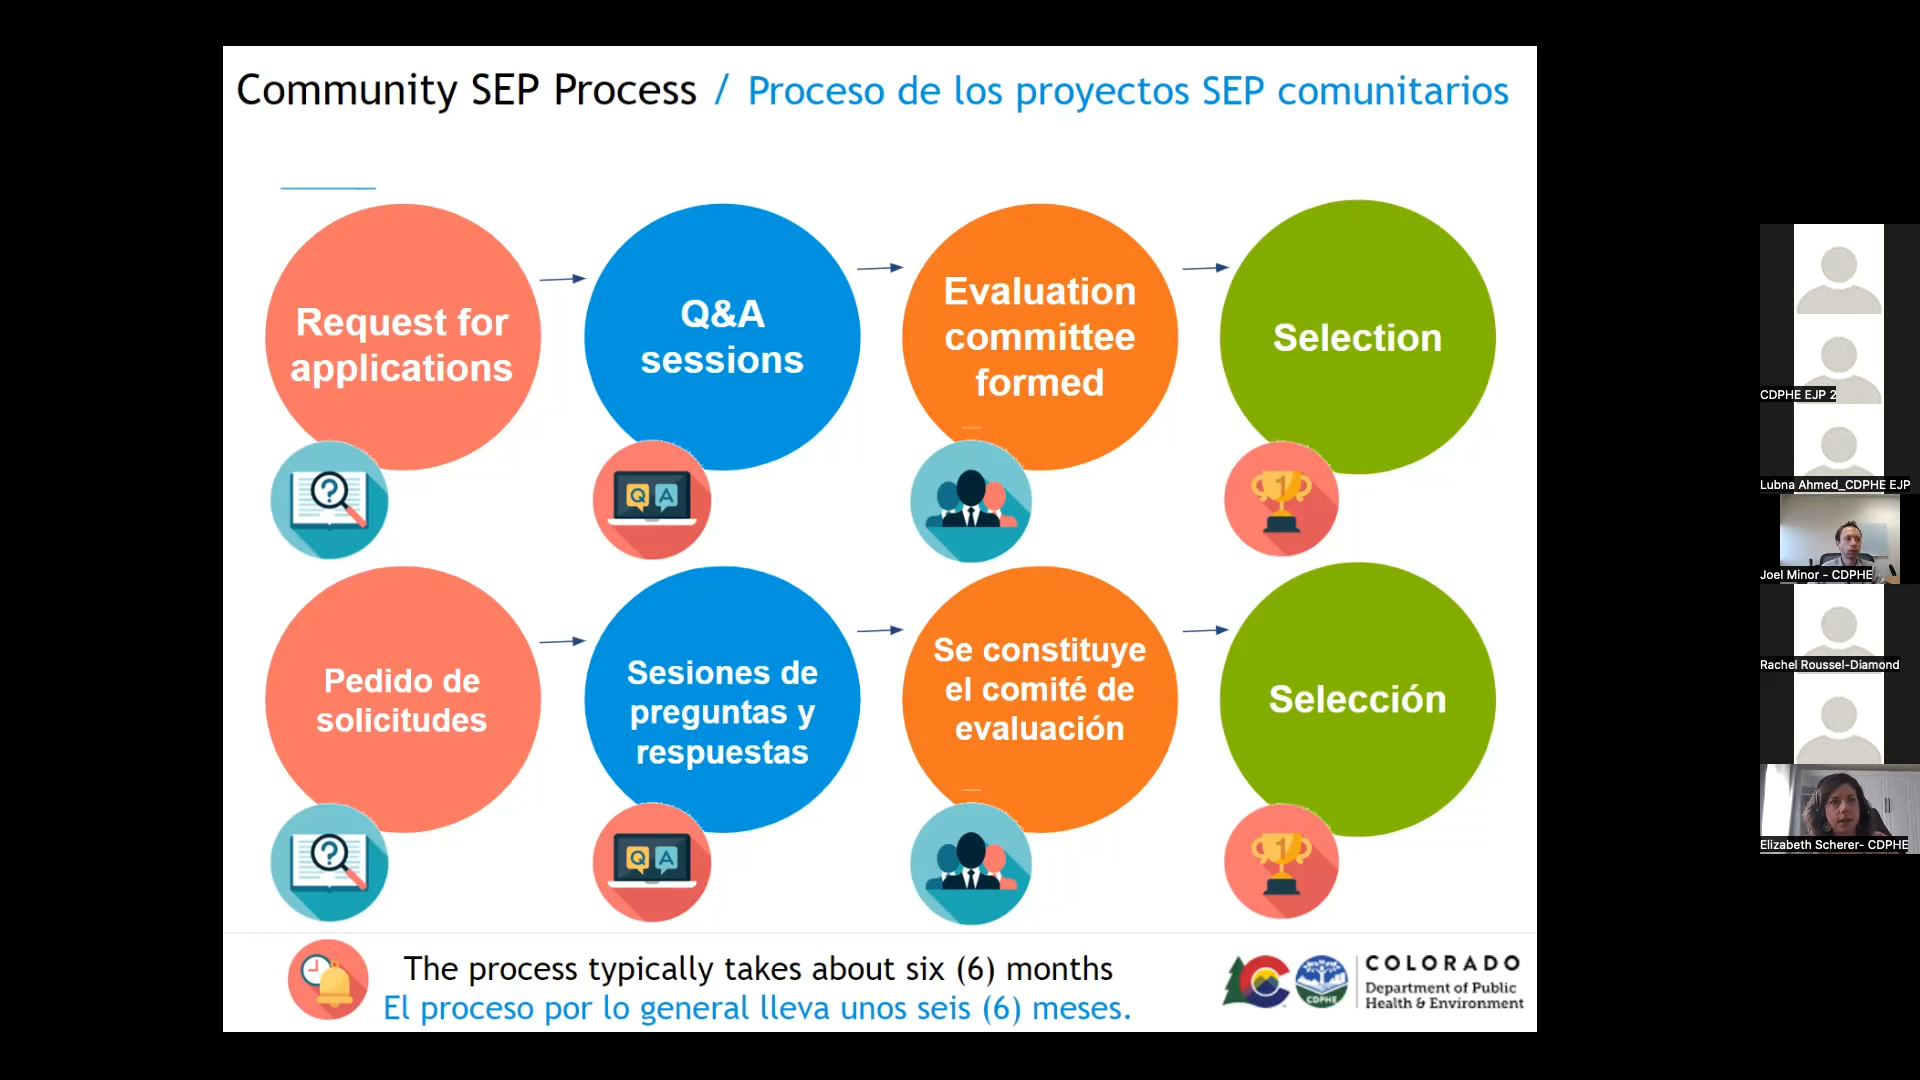 Community SEP Process / Proceso de los proyectos SEP comunitarios
Request for
applications
Q&A
sessions
Evaluation
committee
formed
Selection
Q A
1
Pedido de
solicitudes
Sesiones de
preguntas y
respuestas
Se constituye
el comité de
evaluación
Selección
Q A
1
The process typically takes about six (6) months
El proceso por lo general lleva unos seis (6) meses.
CDPHE
COLORADO
Department of Public
Health & Environment
CDPHE EJP 2
Lubna Ahmed_CDPHE EJP
Joel Minor - CDPHE
Rachel Roussel-Diamond
Elizabeth Scherer- CDPHE